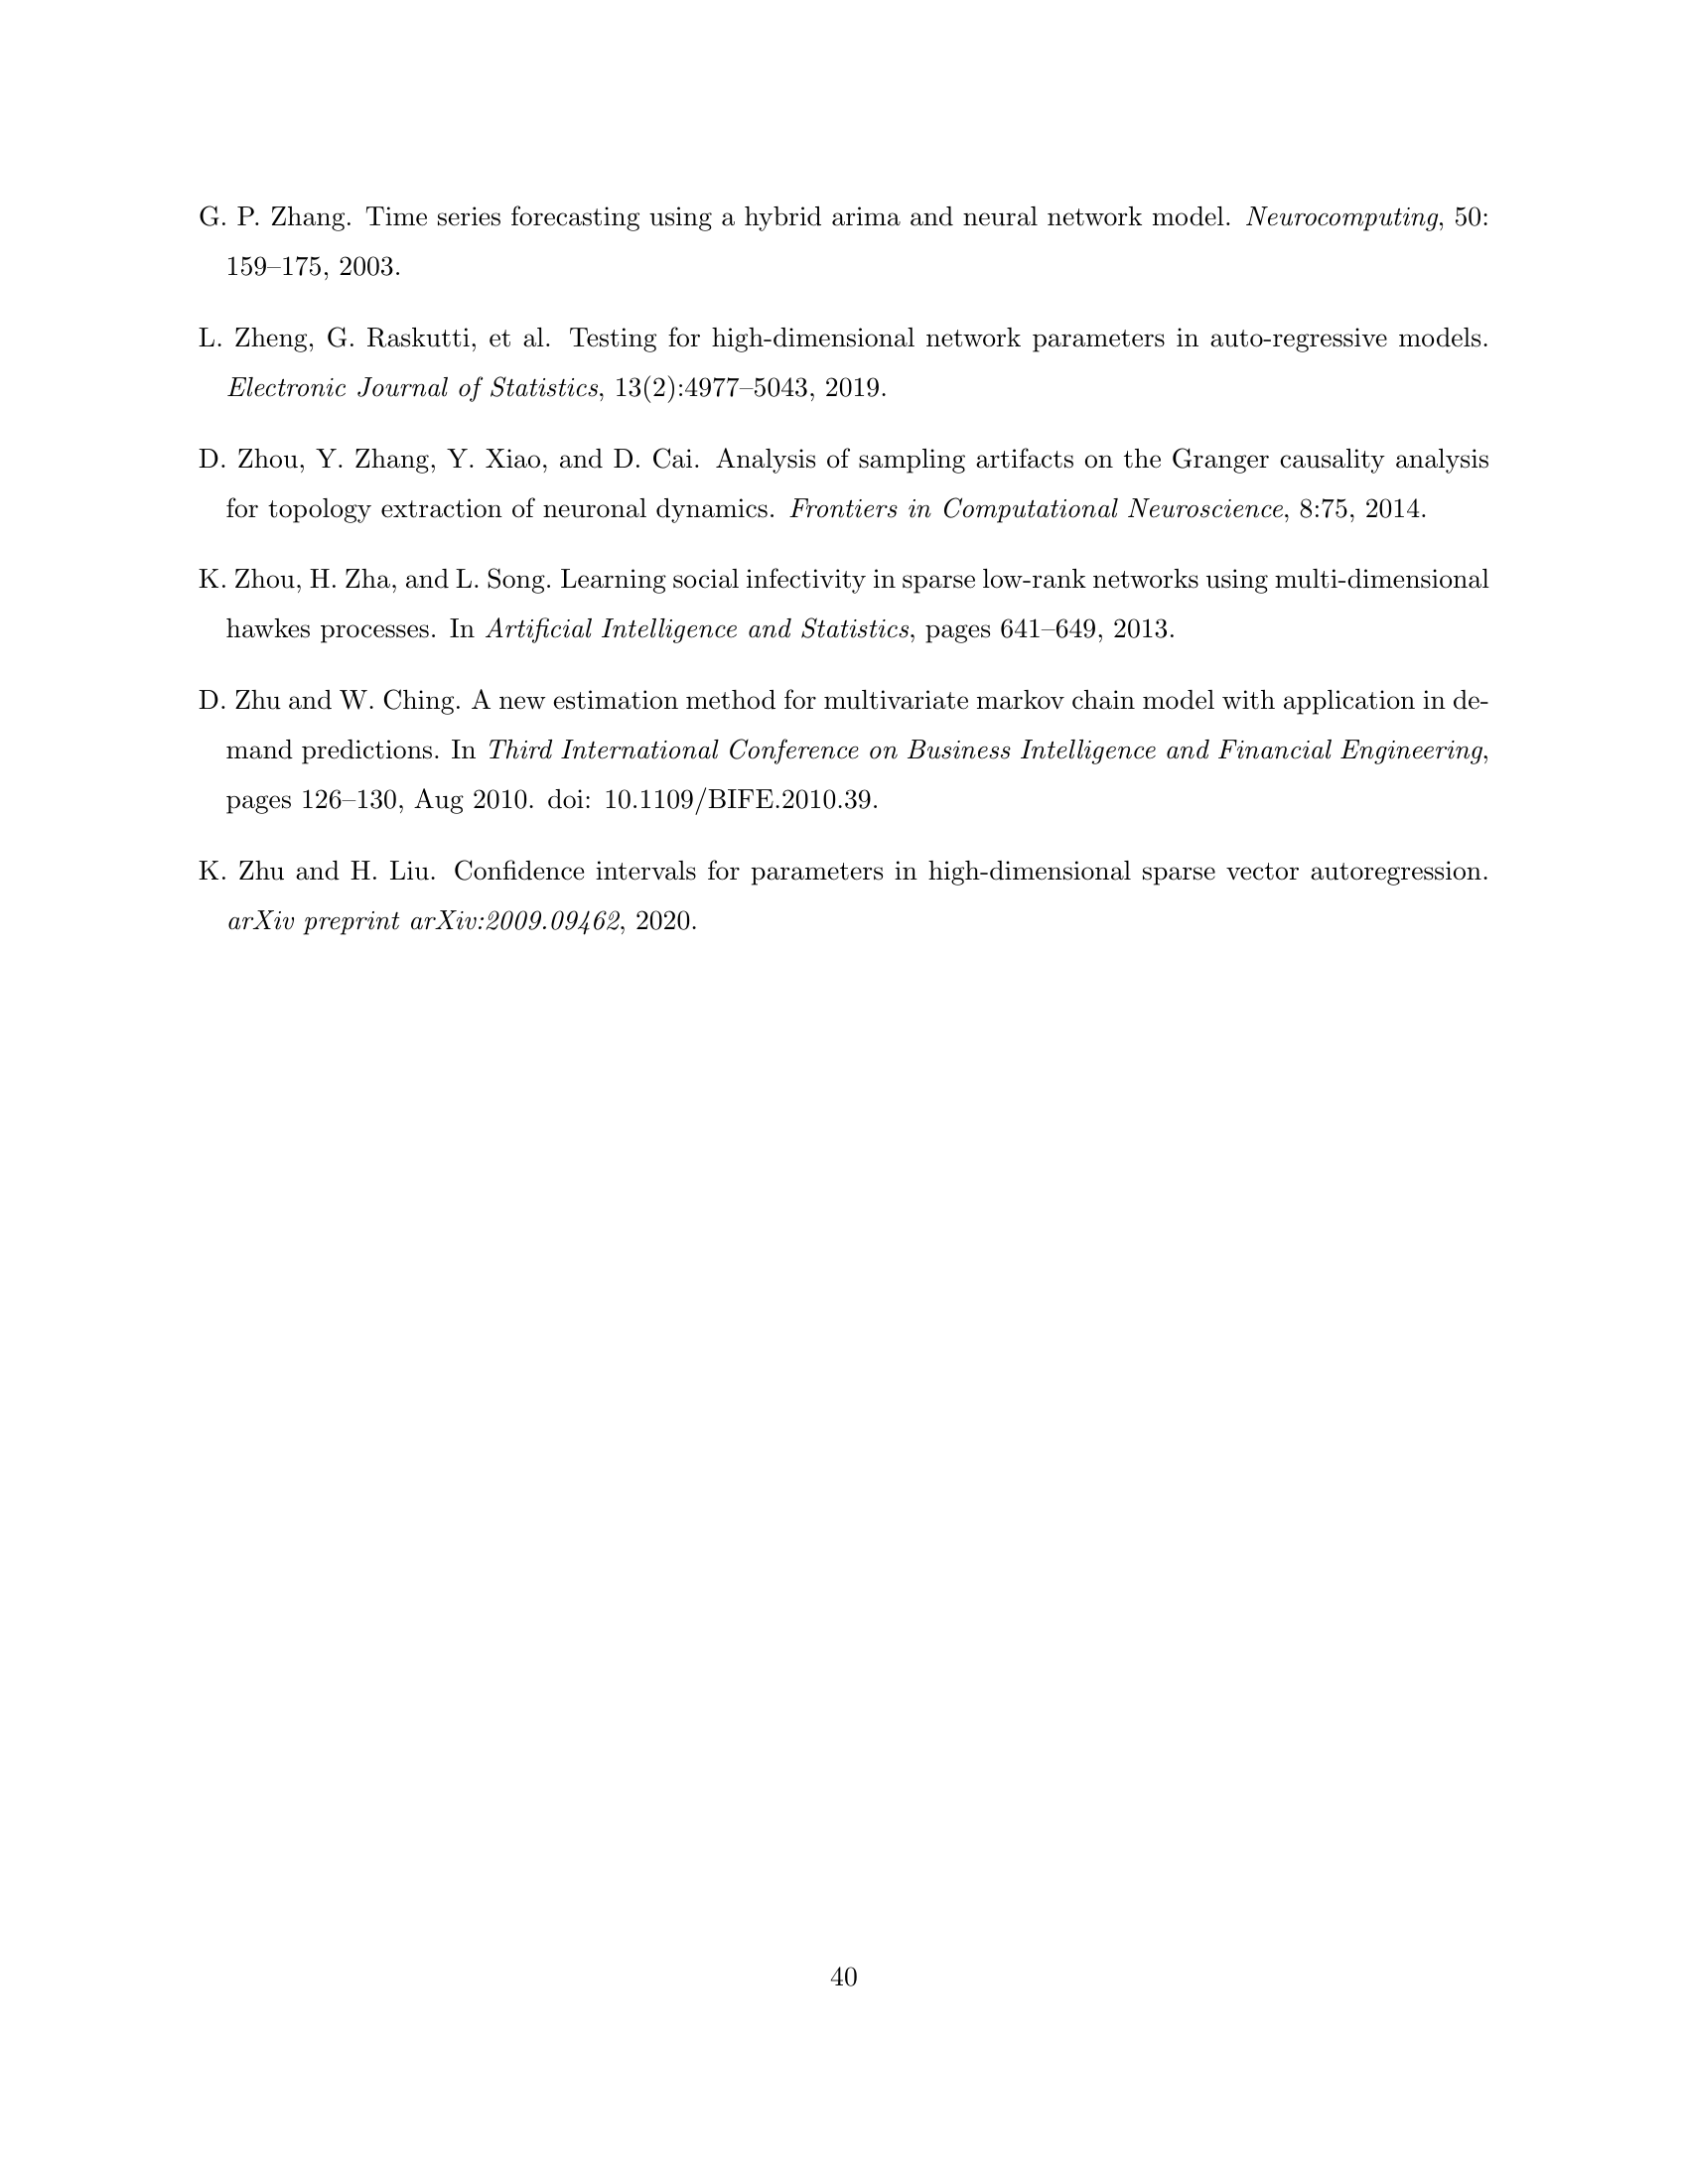 G. P. Zhang. Time series forecasting using a hybrid arima and neural network model. Neurocomputing, 50:
159–175, 2003.
L. Zheng, G. Raskutti, et al. Testing for high-dimensional network parameters in auto-regressive models.
Electronic Journal of Statistics, 13(2):4977–5043, 2019.
D. Zhou, Y. Zhang, Y. Xiao, and D. Cai. Analysis of sampling artifacts on the Granger causality analysis
for topology extraction of neuronal dynamics. Frontiers in Computational Neuroscience, 8:75, 2014.
K. Zhou, H. Zha, and L. Song. Learning social infectivity in sparse low-rank networks using multi-dimensional
hawkes processes. In Artificial Intelligence and Statistics, pages 641–649, 2013.
D. Zhu and W. Ching. A new estimation method for multivariate markov chain model with application in de-
mand predictions. In Third International Conference on Business Intelligence and Financial Engineering,
pages 126–130, Aug 2010. doi: 10.1109/BIFE.2010.39.
K. Zhu and H. Liu. Confidence intervals for parameters in high-dimensional sparse vector autoregression.
arXiv preprint arXiv:2009.09462, 2020.
40